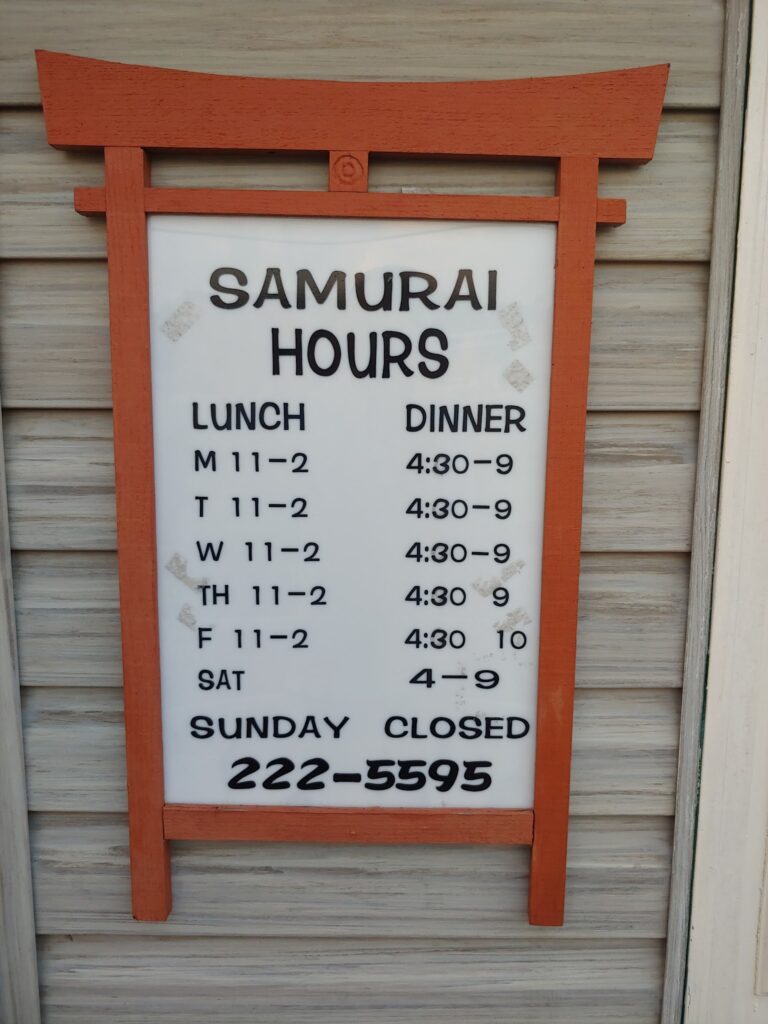 SAMURAI
HOURS
LUNCH DINNER
M 11-2 4:30-9
T 11-2 4:30-9
W 11-2 4:30-9
TH 11-2 4:30 9
F 11-2 4:30 10
SAT 4-9
SUNDAY CLOSED
222-5595